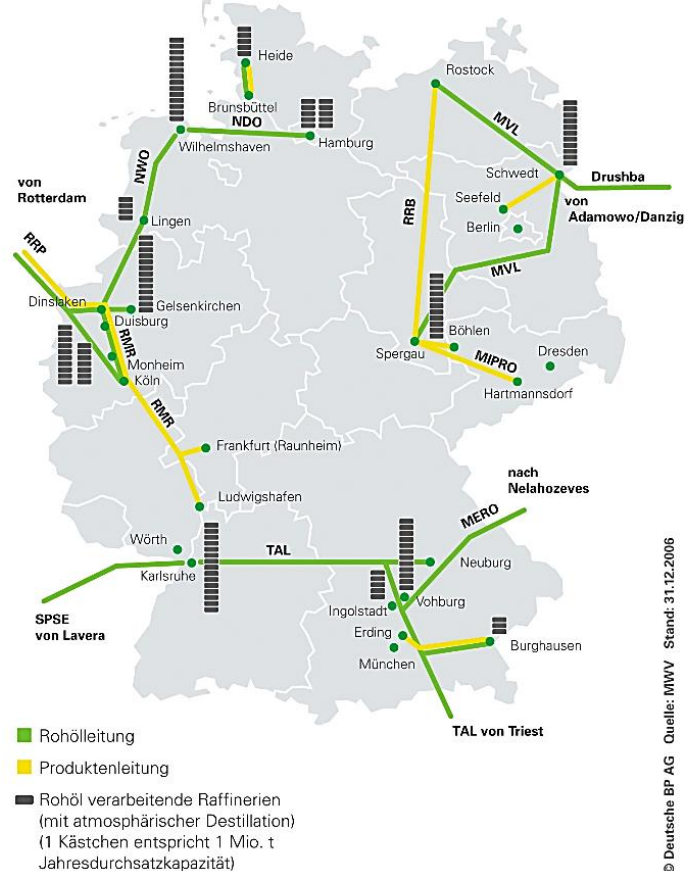 Heide
Rostock
Brunsbüttel
NDO
Hamburg
Wilhelmshaven
MVL
Schwedt
Drushba
NWO
von
Rotterdam
Seefeld
von
Adamowo/Danzig
Lingen
Berlin
RRB
RRP
MVL
Dinslaken
Gelsenkirchen
Duisburg
RMR
Böhlen
Spergau
Dresden
Monheim
MIPRO
Köln
Hartmannsdorf
RMR
Frankfurt (Raunheim)
nach
Nelahozeves
Ludwigshafen
MERO
Wörth
TAL
Karlsruhe
Neuburg
Vohburg
Ingolstadt
SPSE
von Lavera
Erding
Burghausen
München
TAL von Triest
Rohölleitung
Produktenleitung
Rohöl verarbeitende Raffinerien
(mit atmosphärischer Destillation)
(1 Kästchen entspricht 1 Mio. t
Jahresdurchsatzkapazität)
© Deutsche BP AG Quelle: MWV Stand: 31.12.2006